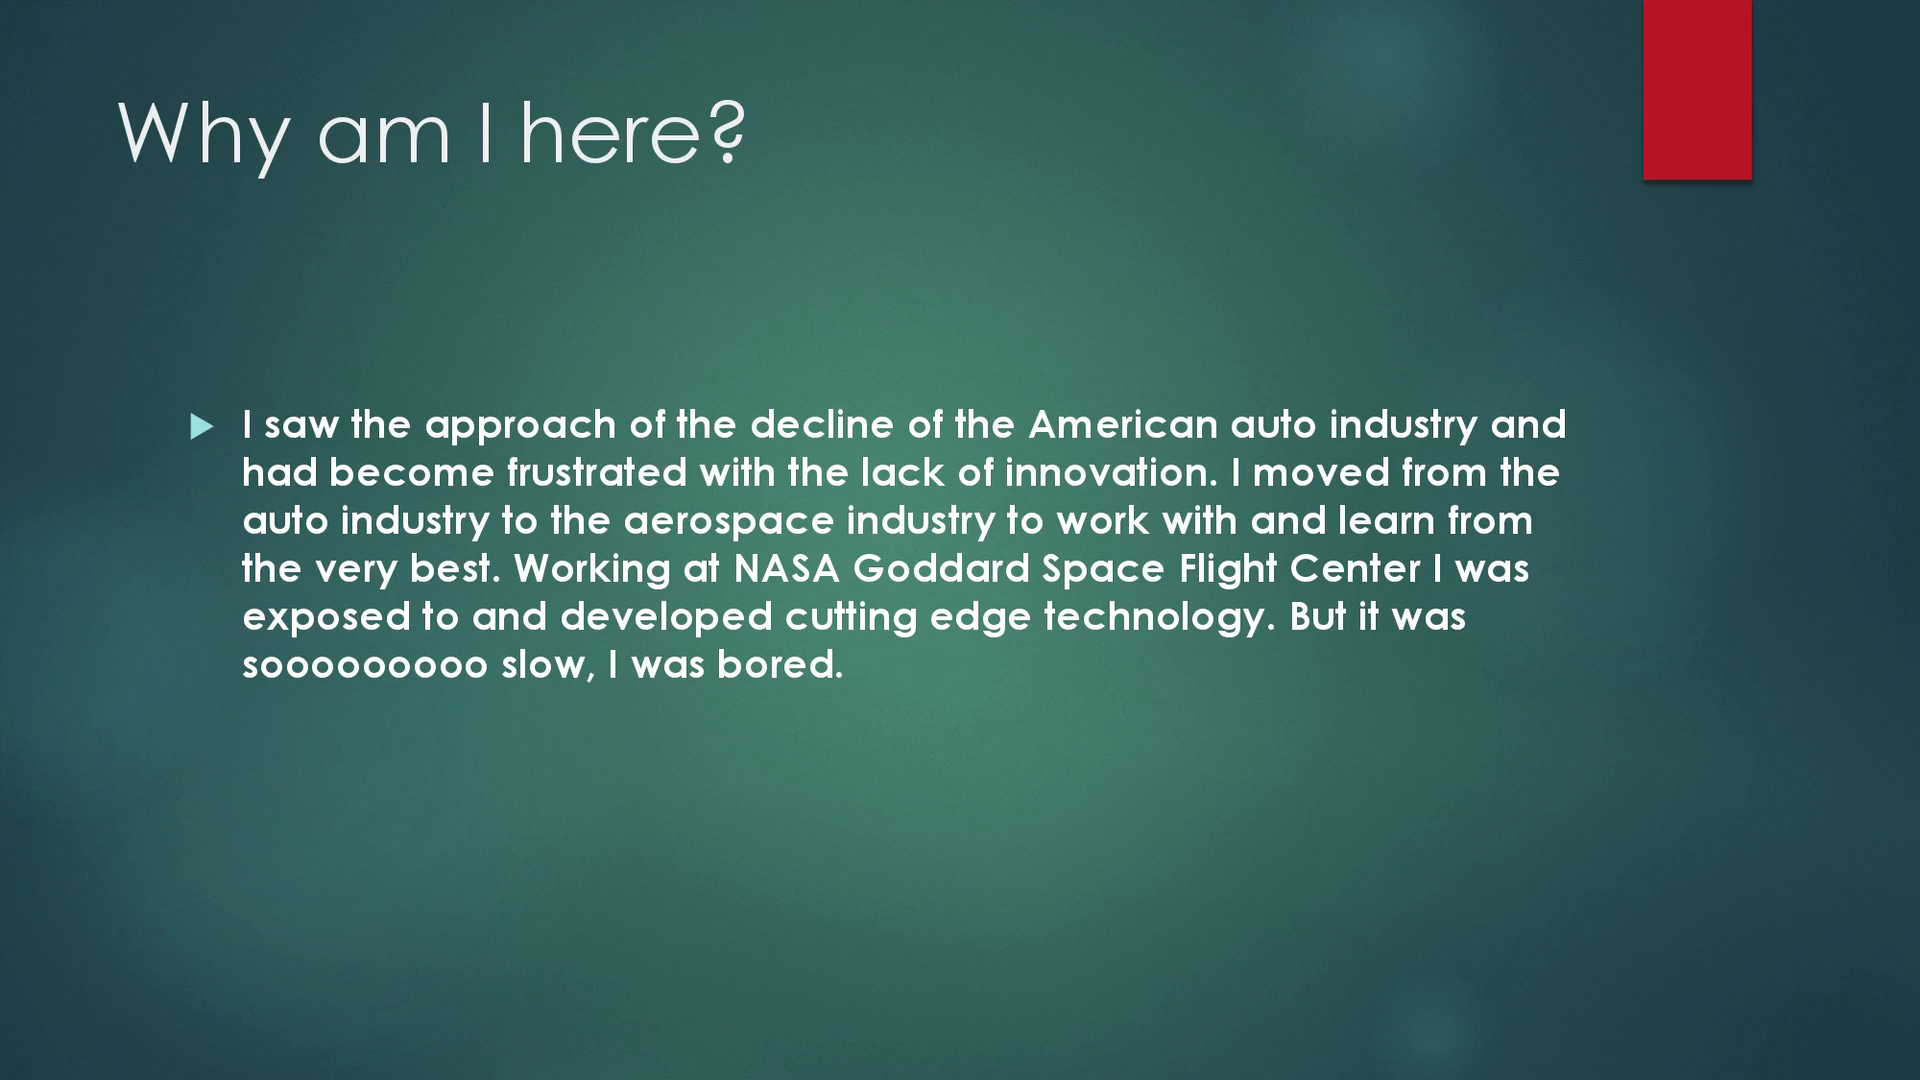 Why am I here?
I saw the approach of the decline of the American auto industry and
had become frustrated with the lack of innovation. I moved from the
auto industry to the aerospace industry to work with and learn from
the very best. Working at NASA Goddard Space Flight Center I was
exposed to and developed cutting edge technology. But it was
sooooooooo slow, I was bored.